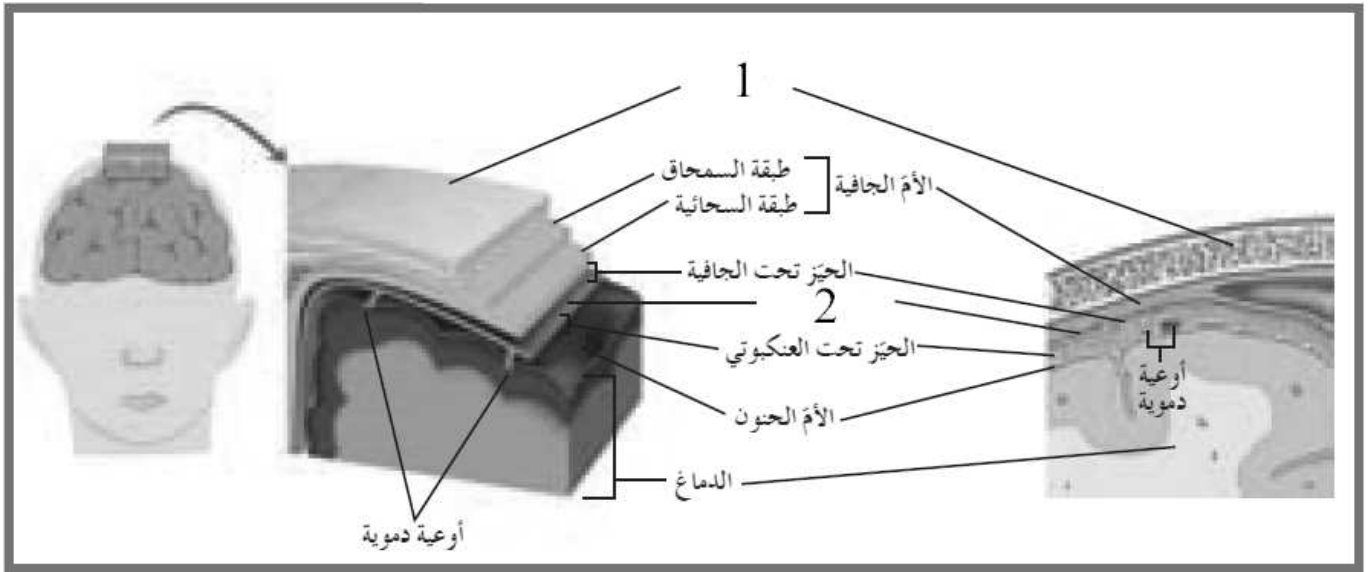 1
طبقة السمحاق
طبقة السحائية
الأمّ الجافية
الحيّز تحت الجافية
2
الحيّز تحت العنكبوتي
الأمّ الحنون
الدماغ
أوعية دموية
أوعية
دموية